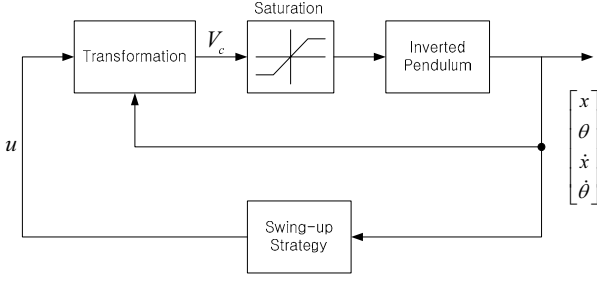 Saturation
Transformation
V_c
Inverted
Pendulum
u
x
θ
ẋ
θ̇
Swing-up
Strategy